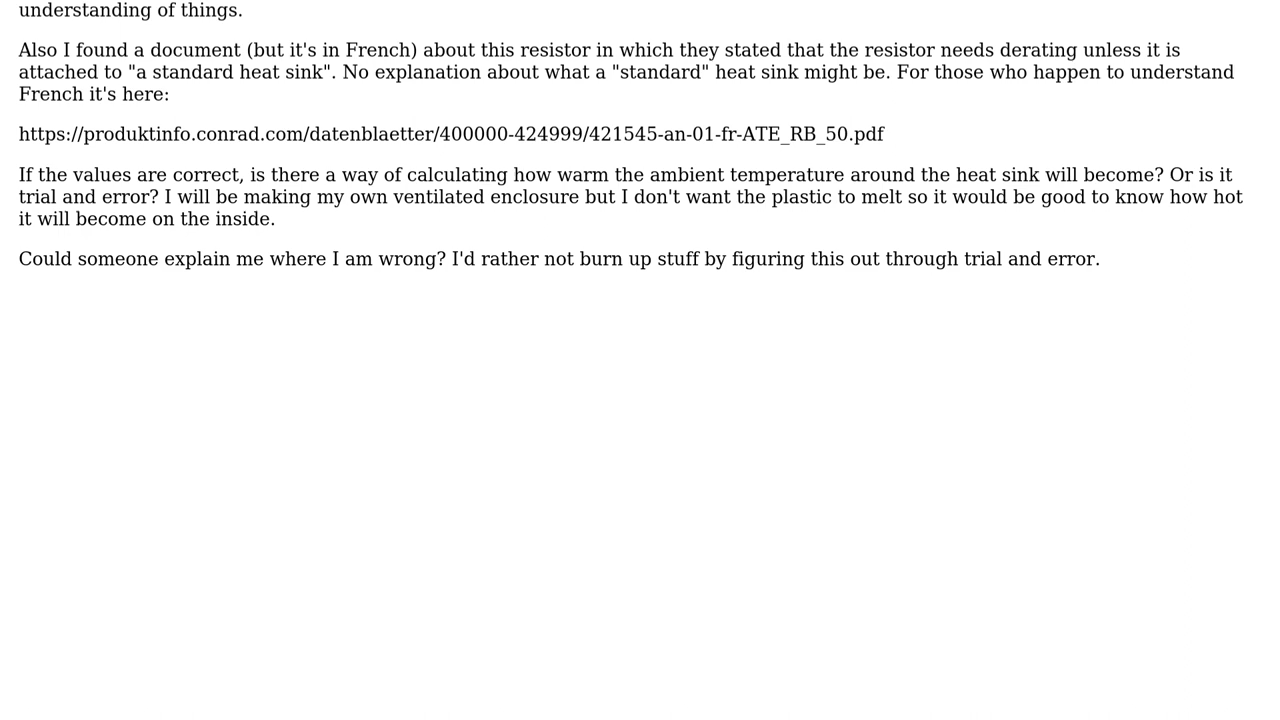 understanding of things.
Also I found a document (but it's in French) about this resistor in which they stated that the resistor needs derating unless it is
attached to "a standard heat sink". No explanation about what a "standard" heat sink might be. For those who happen to understand
French it's here:
https://produktinfo.conrad.com/datenblaetter/400000-424999/421545-an-01-fr-ATE_RB_50.pdf
If the values are correct, is there a way of calculating how warm the ambient temperature around the heat sink will become? Or is it
trial and error? I will be making my own ventilated enclosure but I don't want the plastic to melt so it would be good to know how hot
it will become on the inside.
Could someone explain me where I am wrong? I'd rather not burn up stuff by figuring this out through trial and error.